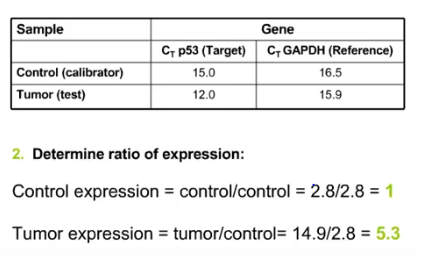 Sample Gene
C_T p53 (Target) C_T GAPDH (Reference)
Control (calibrator) 15.0 16.5
Tumor (test) 12.0 15.9
2. Determine ratio of expression:
Control expression = control/control = 2.8/2.8 = 1
Tumor expression = tumor/control= 14.9/2.8 = 5.3